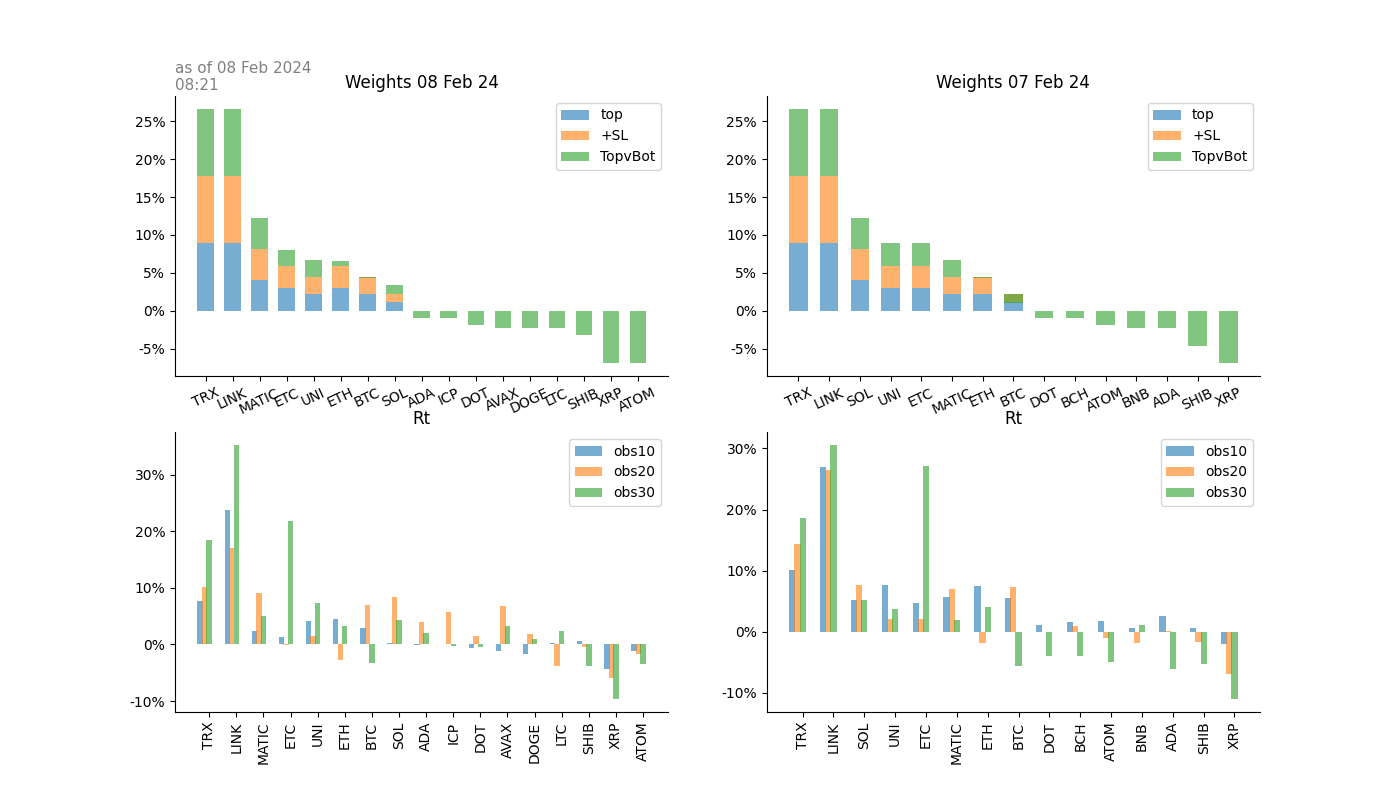 as of 08 Feb 2024
08:21
Weights 08 Feb 24
25%
20%
15%
10%
5%
0%
-5%
top
+SL
TopvBot
TRX LINK MATIC ETC UNI ETH BTC SOL ADA ICP DOT AVAX DOGE LTC SHIB XRP ATOM
Weights 07 Feb 24
25%
20%
15%
10%
5%
0%
-5%
top
+SL
TopvBot
TRX LINK SOL UNI ETC MATIC ETH BTC DOT BCH ATOM BNB ADA SHIB XRP
Rt
30%
20%
10%
0%
-10%
obs10
obs20
obs30
TRX LINK MATIC ETC UNI ETH BTC SOL ADA ICP DOT AVAX DOGE LTC SHIB XRP ATOM
Rt
30%
20%
10%
0%
-10%
obs10
obs20
obs30
TRX LINK SOL UNI ETC MATIC ETH BTC DOT BCH ATOM BNB ADA SHIB XRP